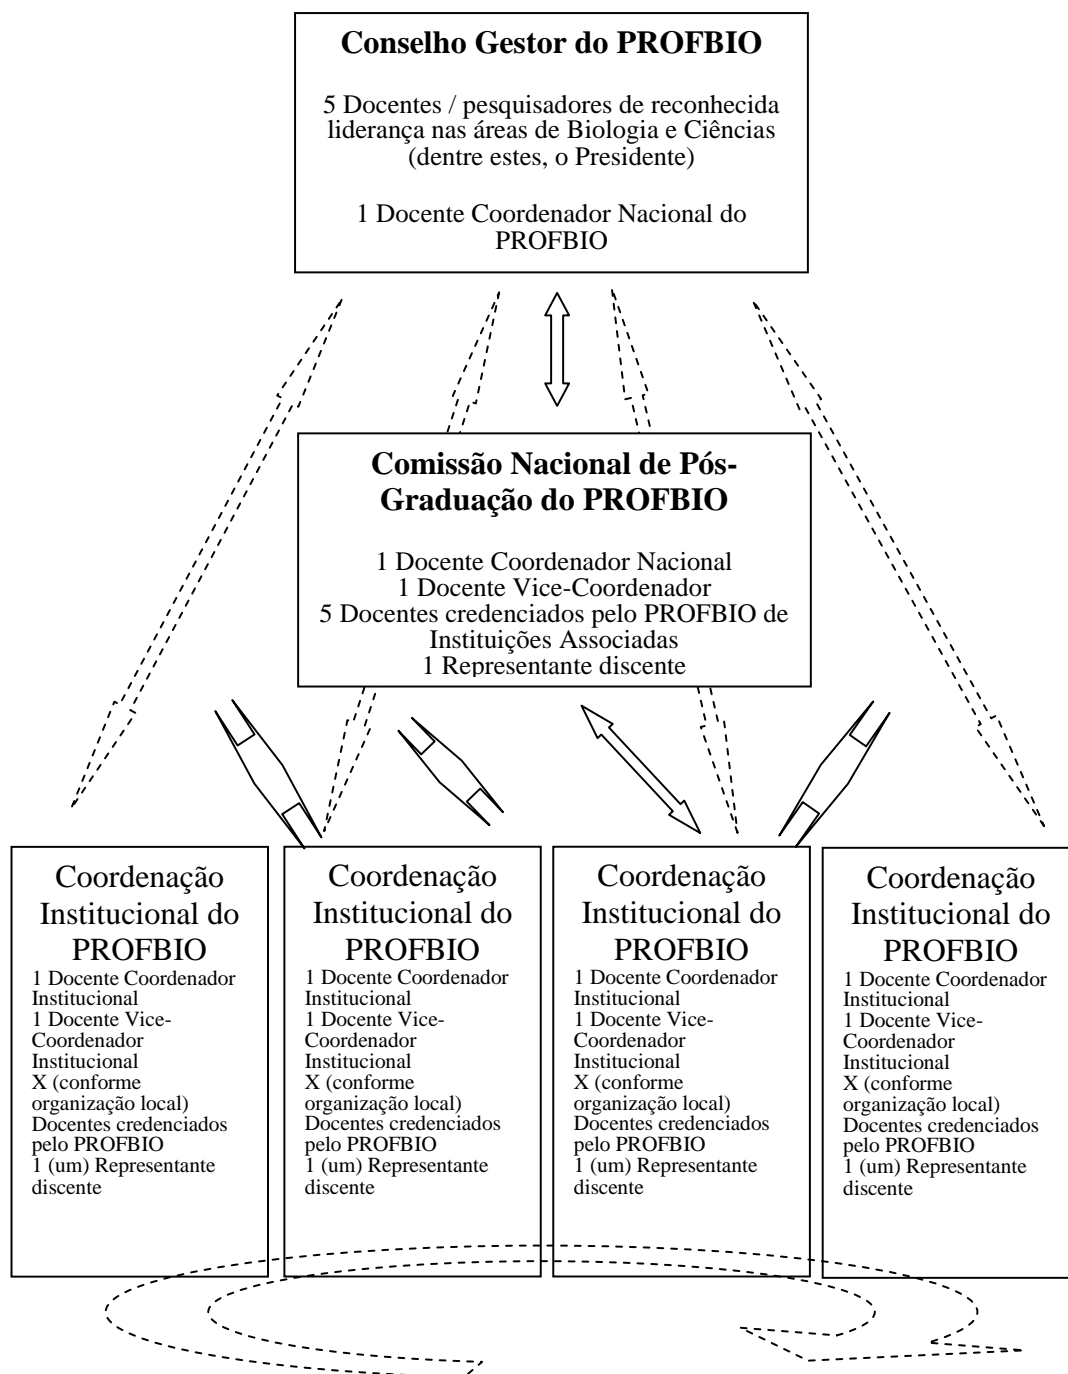 Conselho Gestor do PROFBIO
5 Docentes / pesquisadores de reconhecida
liderança nas áreas de Biologia e Ciências
(dentre estes, o Presidente)
1 Docente Coordenador Nacional do
PROFBIO
Comissão Nacional de Pós-
Graduação do PROFBIO
1 Docente Coordenador Nacional
1 Docente Vice-Coordenador
5 Docentes credenciados pelo PROFBIO de
Instituições Associadas
1 Representante discente
Coordenação
Institucional do
PROFBIO
1 Docente Coordenador
Institucional
1 Docente Vice-
Coordenador
Institucional
X (conforme
organização local)
Docentes credenciados
pelo PROFBIO
1 (um) Representante
discente
Coordenação
Institucional do
PROFBIO
1 Docente Coordenador
Institucional
1 Docente Vice-
Coordenador
Institucional
X (conforme
organização local)
Docentes credenciados
pelo PROFBIO
1 (um) Representante
discente
Coordenação
Institucional do
PROFBIO
1 Docente Coordenador
Institucional
1 Docente Vice-
Coordenador
Institucional
X (conforme
organização local)
Docentes credenciados
pelo PROFBIO
1 (um) Representante
discente
Coordenação
Institucional do
PROFBIO
1 Docente Coordenador
Institucional
1 Docente Vice-
Coordenador
Institucional
X (conforme
organização local)
Docentes credenciados
pelo PROFBIO
1 (um) Representante
discente